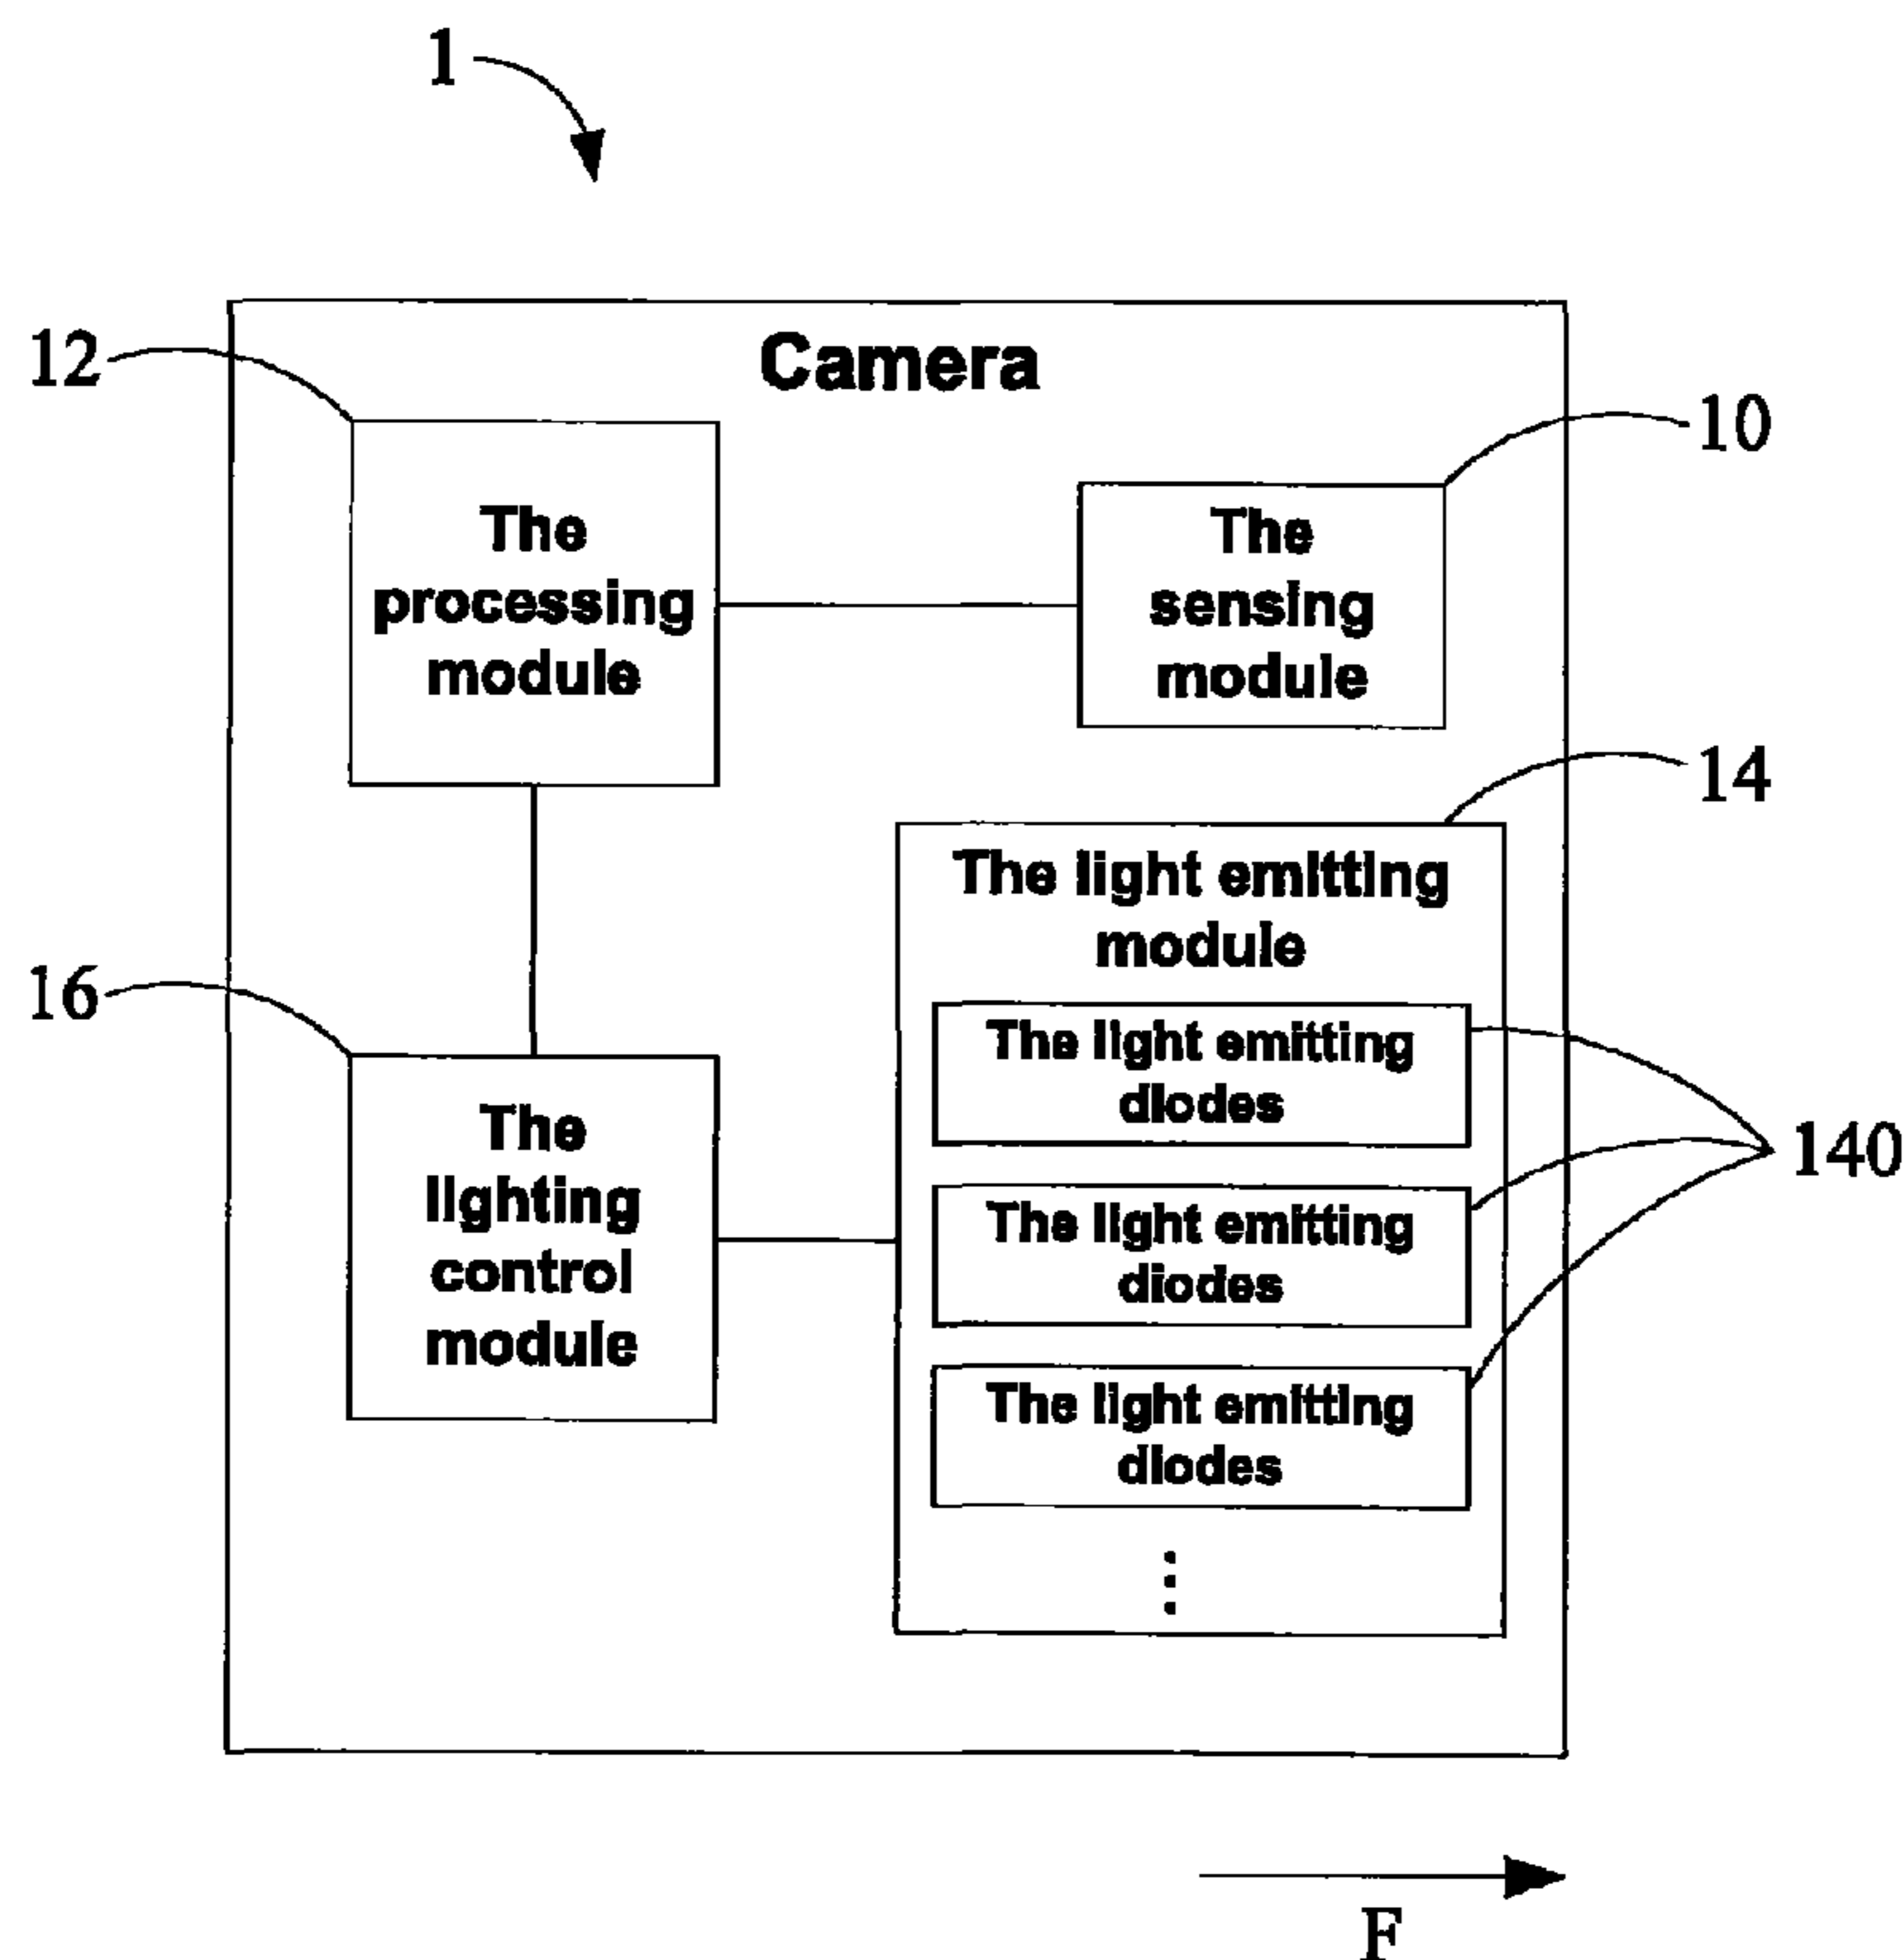 1
Camera
12
The
processing
module
10
The
sensing
module
14
The light emitting
module
16
The
lighting
control
module
The light emitting
diodes
The light emitting
diodes
The light emitting
diodes
140
F